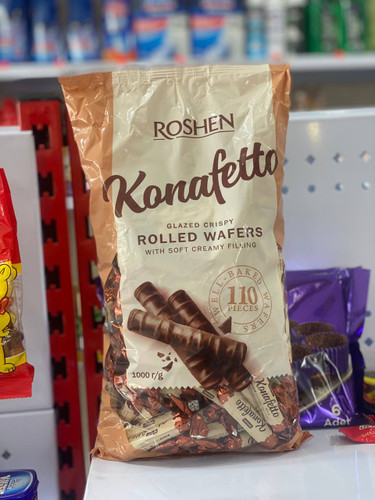 ROSHEN
Konafetto
GLAZED CRISPY
ROLLED WAFERS
WITH SOFT CREAMY FILLING
WELL-BAKED WAFERS
110
PIECES
1000 г/g
Konafetto
6
Adet